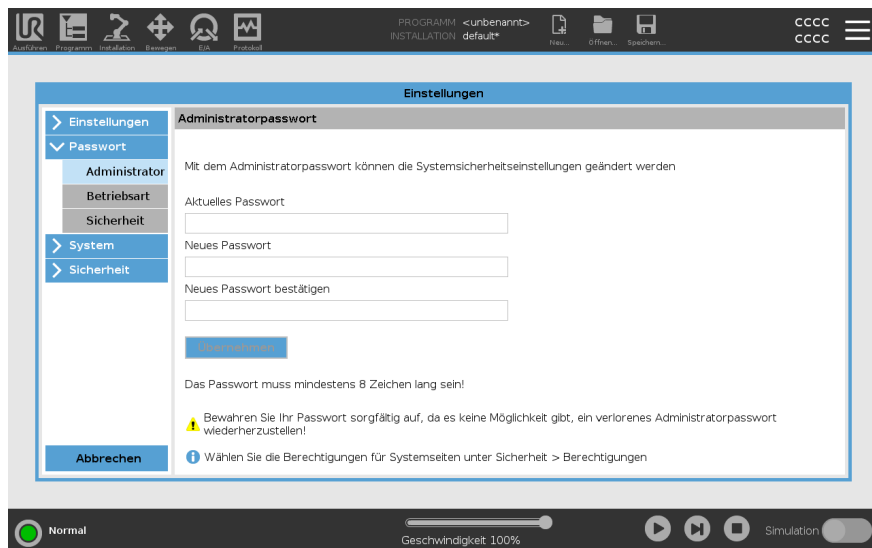 PROGRAMM <unbenannt>
INSTALLATION default*
CCCC
CCCC
Ausführen Programm Installation Bewegen E/A Protokoll Neu... Öffnen... Speichern...
Einstellungen
Einstellungen
Passwort
Administrator
Betriebsart
Sicherheit
System
Sicherheit
Abbrechen
Administratorpasswort
Mit dem Administratorpasswort können die Systemsicherheitseinstellungen geändert werden
Aktuelles Passwort
Neues Passwort
Neues Passwort bestätigen
Übernehmen
Das Passwort muss mindestens 8 Zeichen lang sein!
Bewahren Sie Ihr Passwort sorgfältig auf, da es keine Möglichkeit gibt, ein verlorenes Administratorpasswort
wiederherzustellen!
Wählen Sie die Berechtigungen für Systemseiten unter Sicherheit > Berechtigungen
Normal
Geschwindigkeit 100%
Simulation